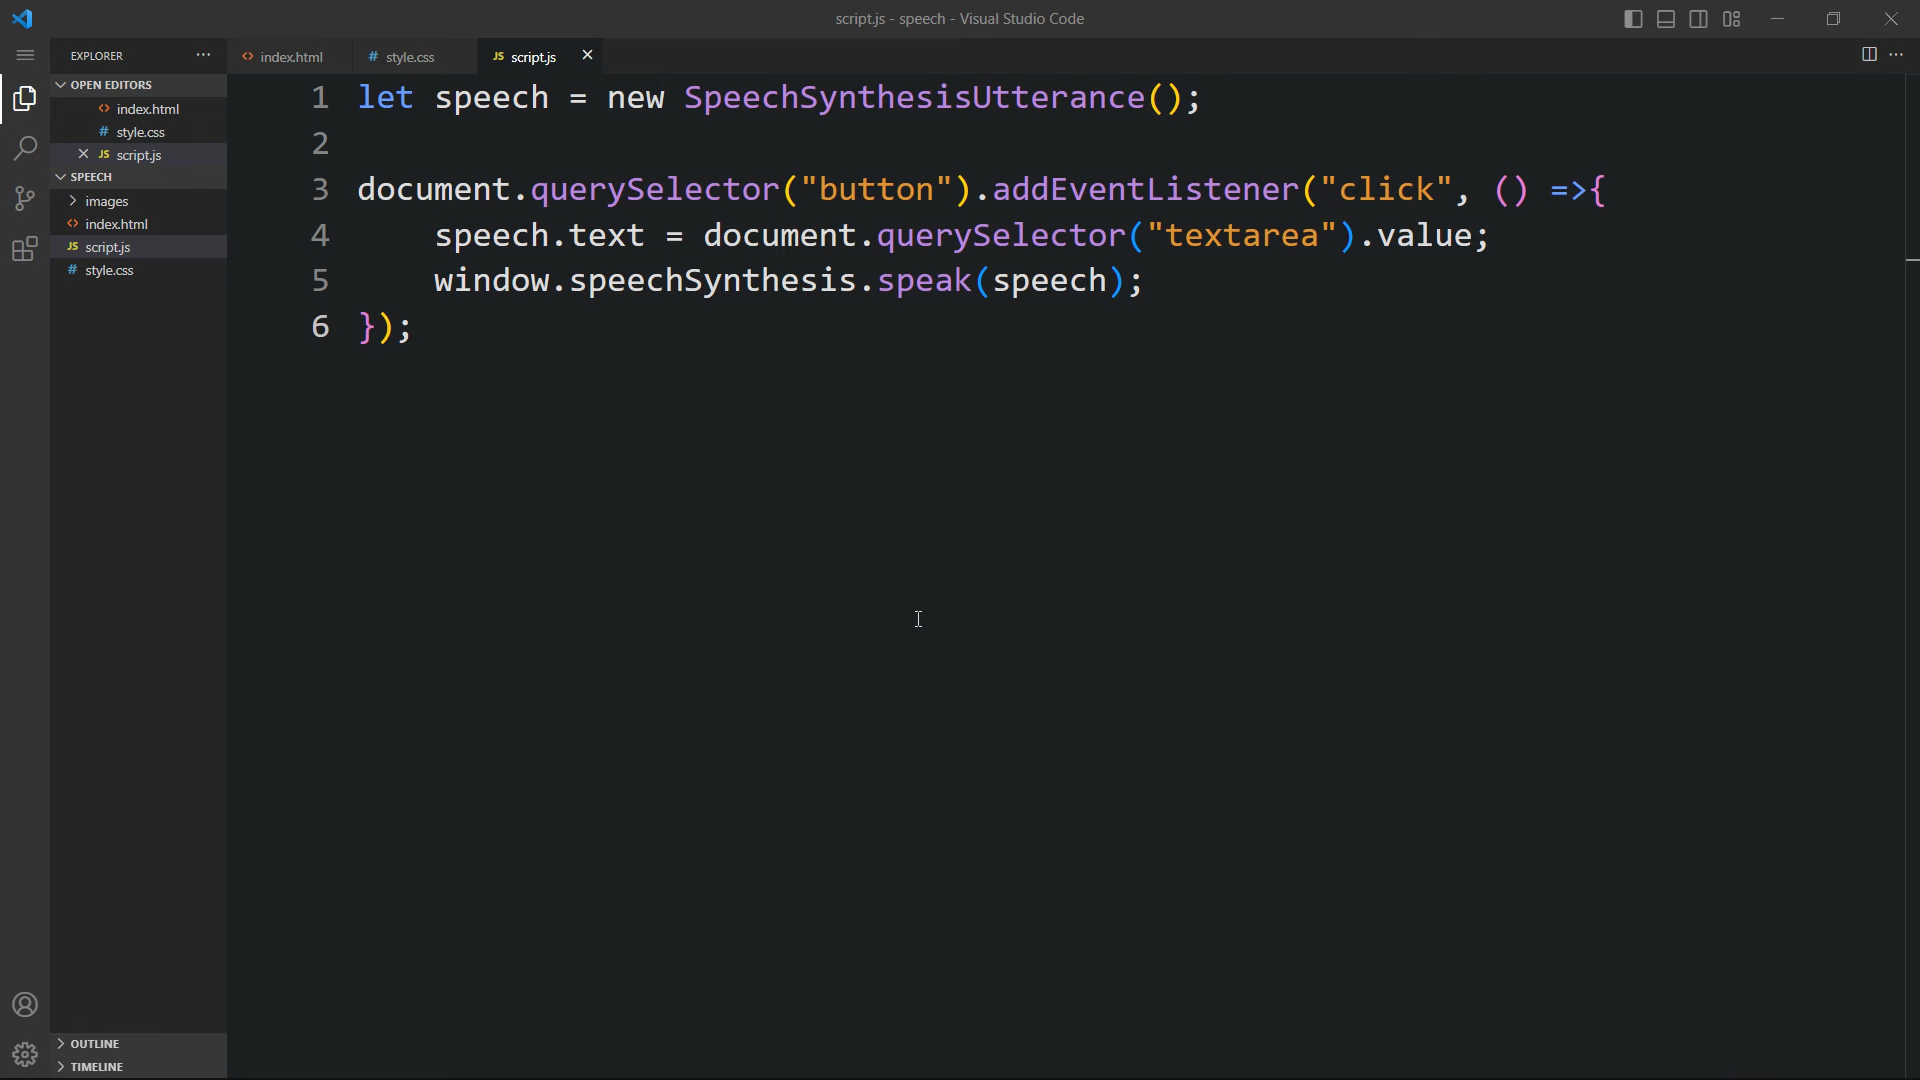 script.js - speech - Visual Studio Code
EXPLORER
index.html
style.css
script.js
OPEN EDITORS
index.html
style.css
JS script.js
SPEECH
images
index.html
JS script.js
style.css
OUTLINE
TIMELINE
1 let speech = new SpeechSynthesisUtterance();
2
3 document.querySelector("button").addEventListener("click", () =>{
4     speech.text = document.querySelector("textarea").value;
5     window.speechSynthesis.speak(speech);
6 });